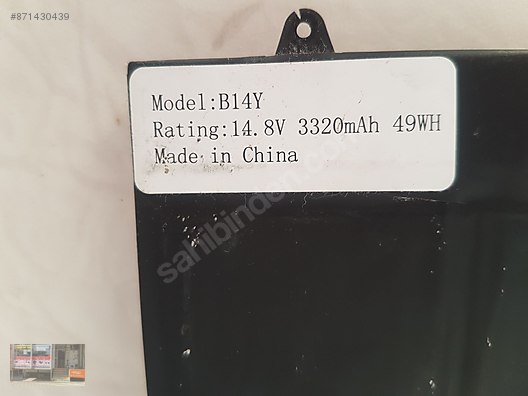 #871430439
Model:B14Y
Rating:14.8V 3320mAh 49WH
Made in China
sahibinden.com